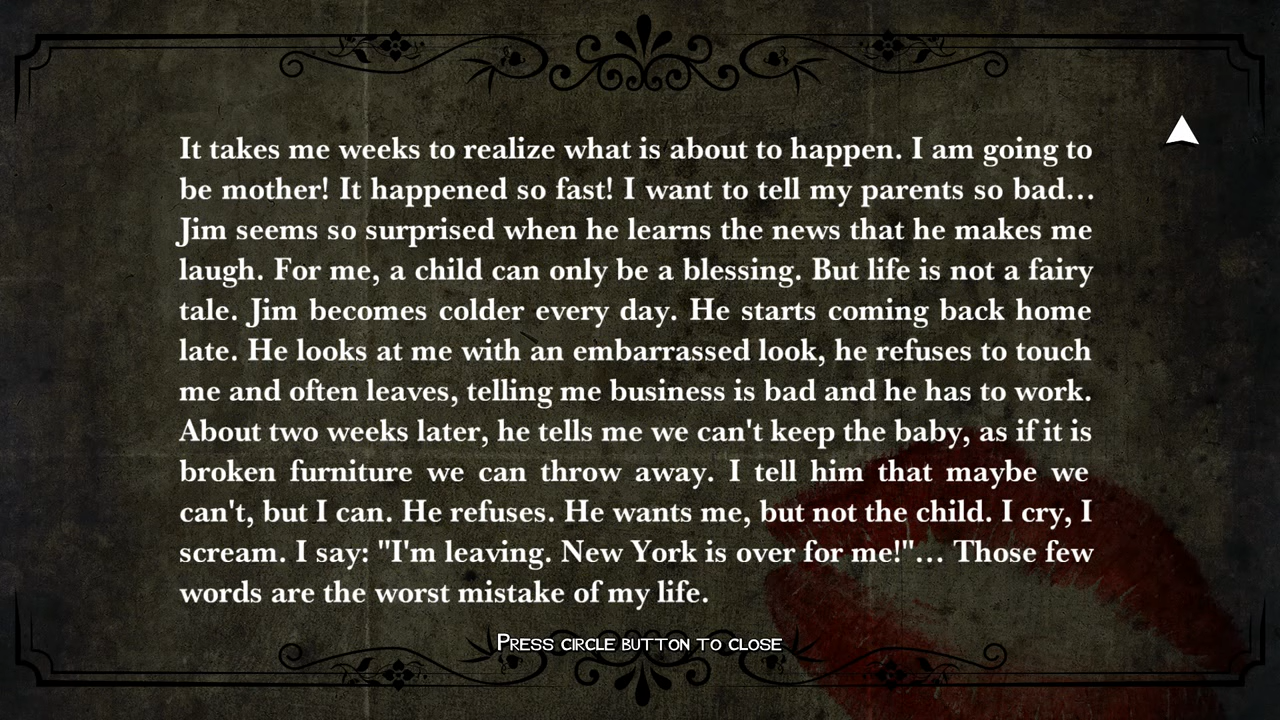 It takes me weeks to realize what is about to happen. I am going to
be mother! It happened so fast! I want to tell my parents so bad...
Jim seems so surprised when he learns the news that he makes me
laugh. For me, a child can only be a blessing. But life is not a fairy
tale. Jim becomes colder every day. He starts coming back home
late. He looks at me with an embarrassed look, he refuses to touch
me and often leaves, telling me business is bad and he has to work.
About two weeks later, he tells me we can't keep the baby, as if it is
broken furniture we can throw away. I tell him that maybe we
can't, but I can. He refuses. He wants me, but not the child. I cry, I
scream. I say: "I'm leaving. New York is over for me!"... Those few
words are the worst mistake of my life.
Press circle button to close